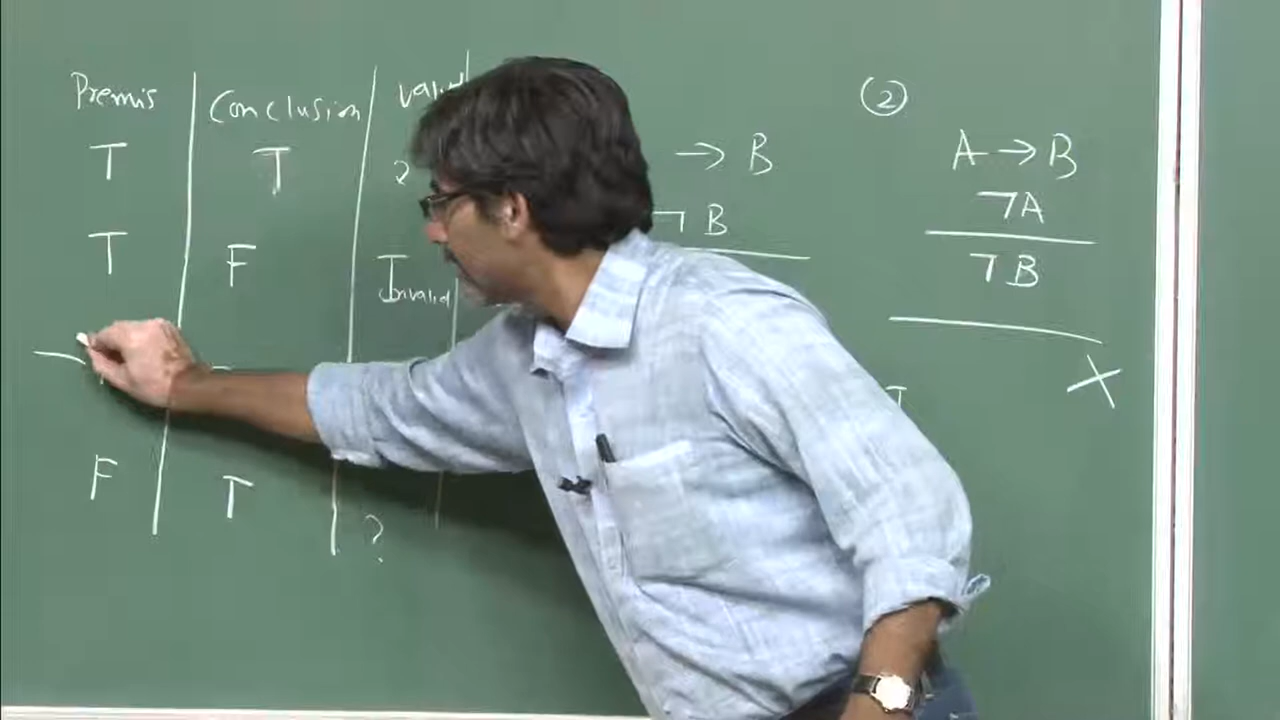 Premis Conclusion Valid
T T ?
T F Invalid
F T ?
→ B
¬ B
②
A → B
¬A
¬B
X